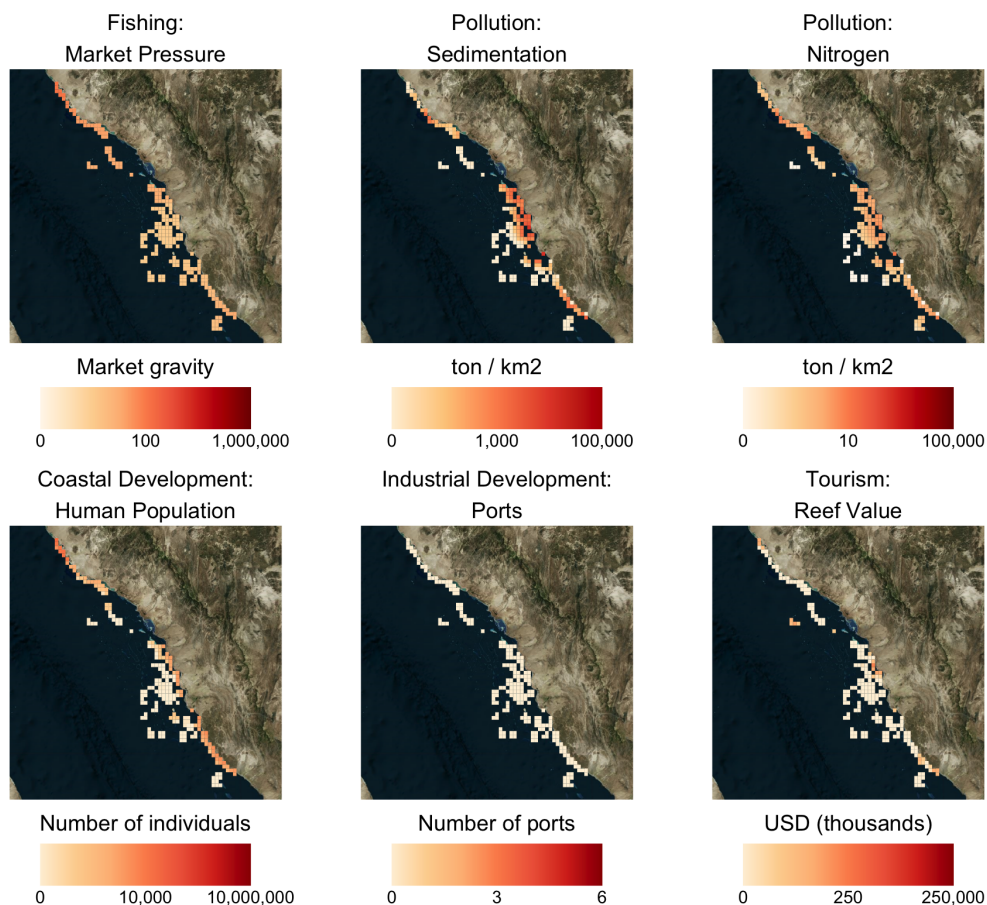 Fishing:
Market Pressure
Pollution:
Sedimentation
Pollution:
Nitrogen
Market gravity
0 100 1,000,000
ton / km2
0 1,000 100,000
ton / km2
0 10 100,000
Coastal Development:
Human Population
Industrial Development:
Ports
Tourism:
Reef Value
Number of individuals
0 10,000 10,000,000
Number of ports
0 3 6
USD (thousands)
0 250 250,000